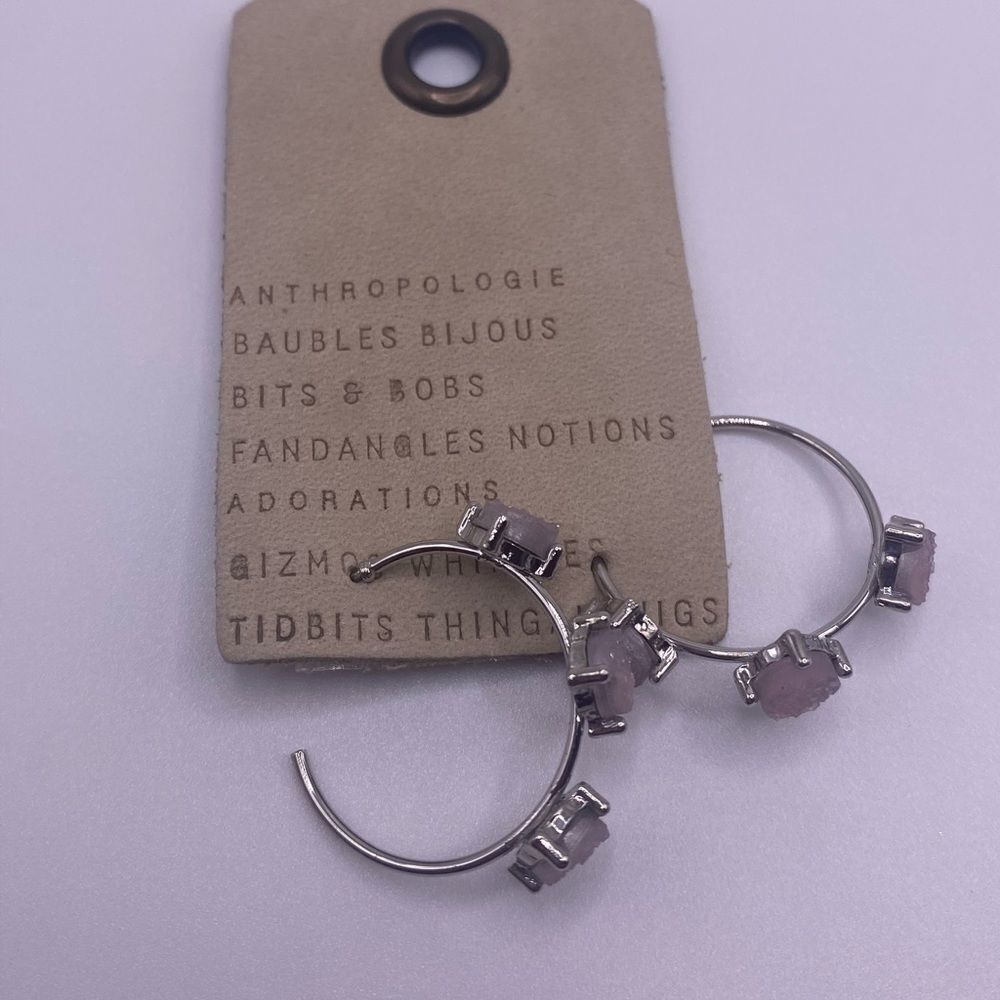 ANTHROPOLOGIE
BAUBLES BIJOUS
BITS & BOBS
FANDANGLES NOTIONS
ADORATIONS
TIDBITS